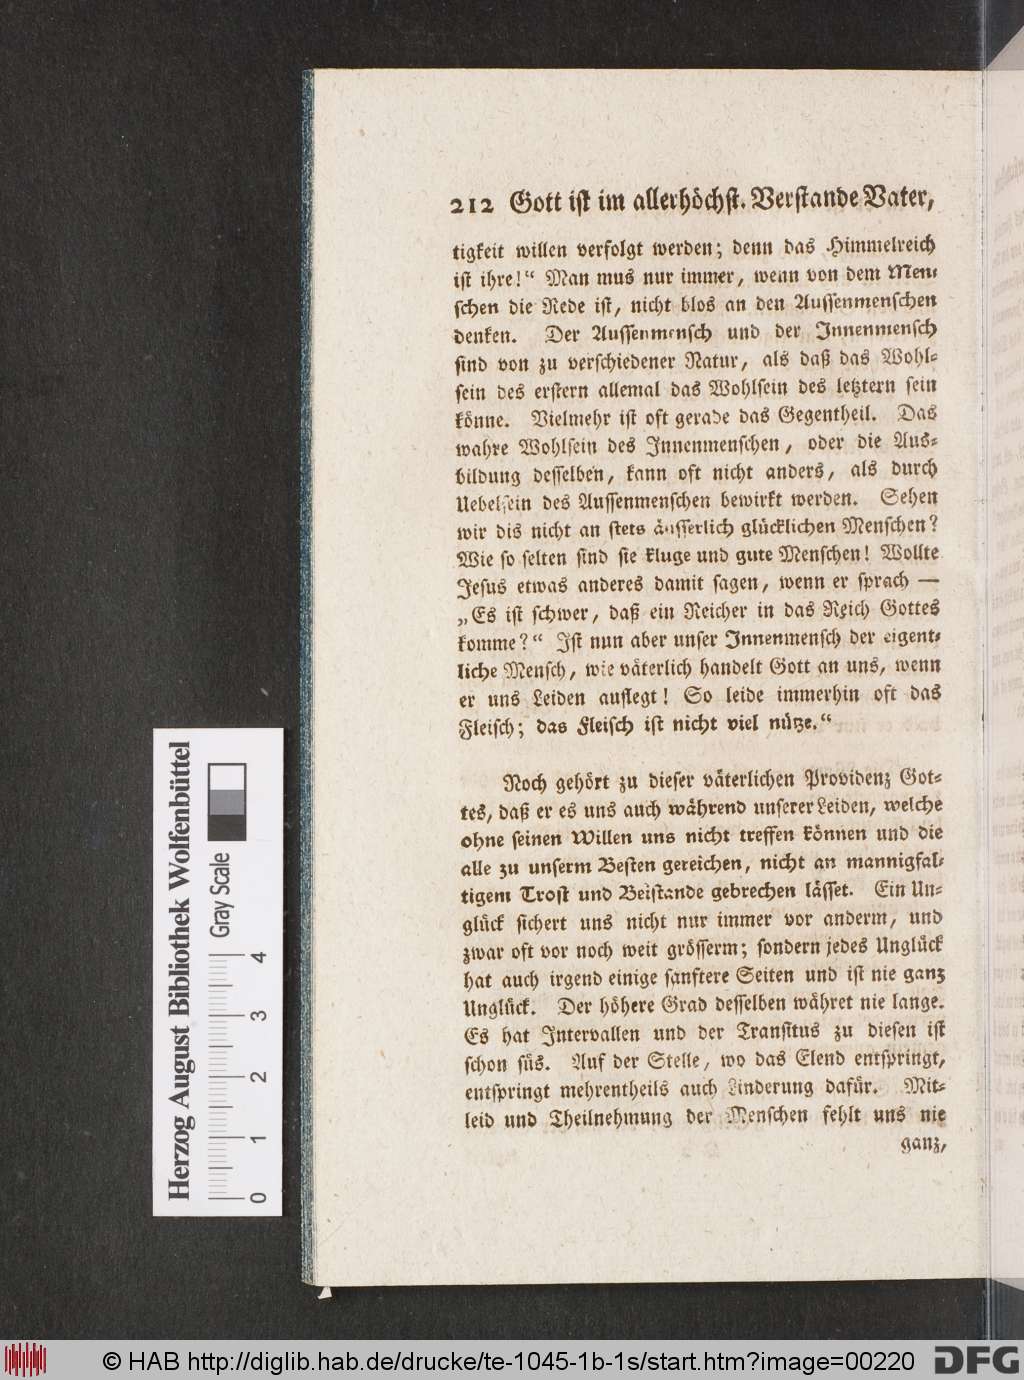 212 Gott ist im allerhöchst. Verstande Vater,
tigkeit willen verfolgt werden; denn das Himmelreich
ist ihre!“ Man mus nur immer, wenn von dem Men-
schen die Rede ist, nicht blos an den Aussenmenschen
denken. Der Aussenmensch und der Innenmensch
sind von zu verschiedener Natur, als daß das Wohl-
sein des erstern allemal das Wohlsein des letztern sein
könne. Vielmehr ist oft gerade das Gegentheil. Das
wahre Wohlsein des Innenmenschen, oder die Aus-
bildung desselben, kann oft nicht anders, als durch
Uebelsein des Aussenmenschen bewirkt werden. Sehen
wir dis nicht an stets äusserlich glücklichen Menschen?
Wie so selten sind sie kluge und gute Menschen! Wollte
Jesus etwas anderes damit sagen, wenn er sprach —
„Es ist schwer, daß ein Reicher in das Reich Gottes
komme?“ Ist nun aber unser Innenmensch der eigent-
liche Mensch, wie väterlich handelt Gott an uns, wenn
er uns Leiden auflegt! So leide immerhin oft das
Fleisch; das Fleisch ist nicht viel nütze.“
Noch gehört zu dieser väterlichen Providenz Got-
tes, daß er es uns auch während unserer Leiden, welche
ohne seinen Willen uns nicht treffen können und die
alle zu unserm Besten gereichen, nicht an mannigfal-
tigem Trost und Beistande gebrechen lässet. Ein Un-
glück sichert uns nicht nur immer vor anderm, und
zwar oft vor noch weit grösserm; sondern jedes Unglück
hat auch irgend einige sanftere Seiten und ist nie ganz
Unglück. Der höhere Grad desselben währet nie lange.
Es hat Intervallen und der Transitus zu diesen ist
schon süs. Auf der Stelle, wo das Elend entspringt,
entspringt mehrentheils auch Linderung dafür. Mit-
leid und Theilnehmung der Menschen fehlt uns nie
ganz,
Herzog August Bibliothek Wolfenbüttel
Gray Scale
0 1 2 3 4
© HAB http://diglib.hab.de/drucke/te-1045-1b-1s/start.htm?image=00220
DFG